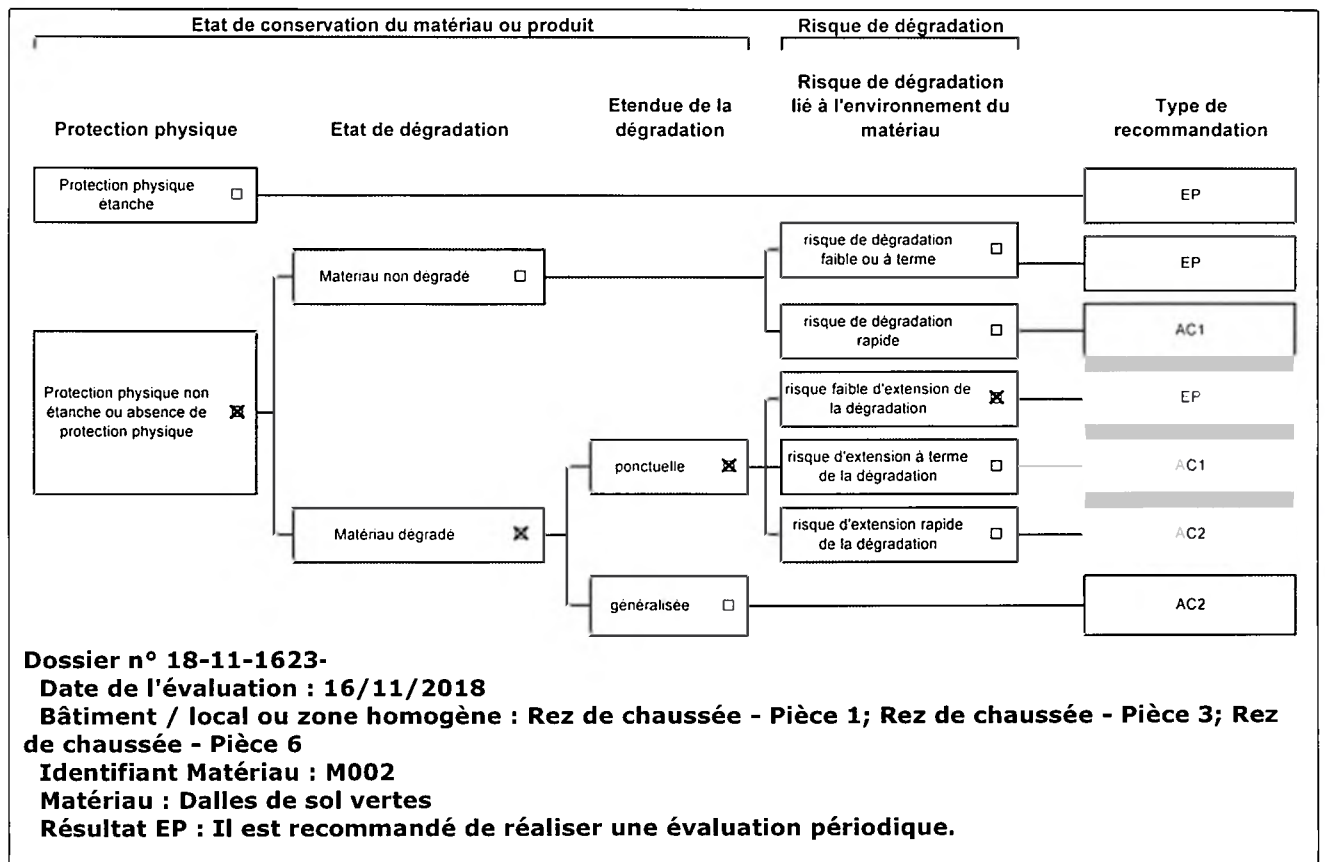 Etat de conservation du matériau ou produit
Risque de dégradation
Protection physique
Etat de dégradation
Etendue de la
dégradation
Risque de dégradation
lié à l'environnement du
matériau
Type de
recommandation
Protection physique
étanche
EP
Materiau non dégradé
risque de dégradation
faible ou à terme
EP
risque de dégradation
rapide
AC1
Protection physique non
étanche ou absence de
protection physique
risque faible d'extension de
la dégradation
EP
ponctuelle
risque d'extension à terme
de la dégradation
AC1
Matériau dégradé
risque d'extension rapide
de la dégradation
AC2
généralisée
AC2
Dossier n° 18-11-1623-
Date de l'évaluation : 16/11/2018
Bâtiment / local ou zone homogène : Rez de chaussée - Pièce 1; Rez de chaussée - Pièce 3; Rez
de chaussée - Pièce 6
Identifiant Matériau : M002
Matériau : Dalles de sol vertes
Résultat EP : Il est recommandé de réaliser une évaluation périodique.